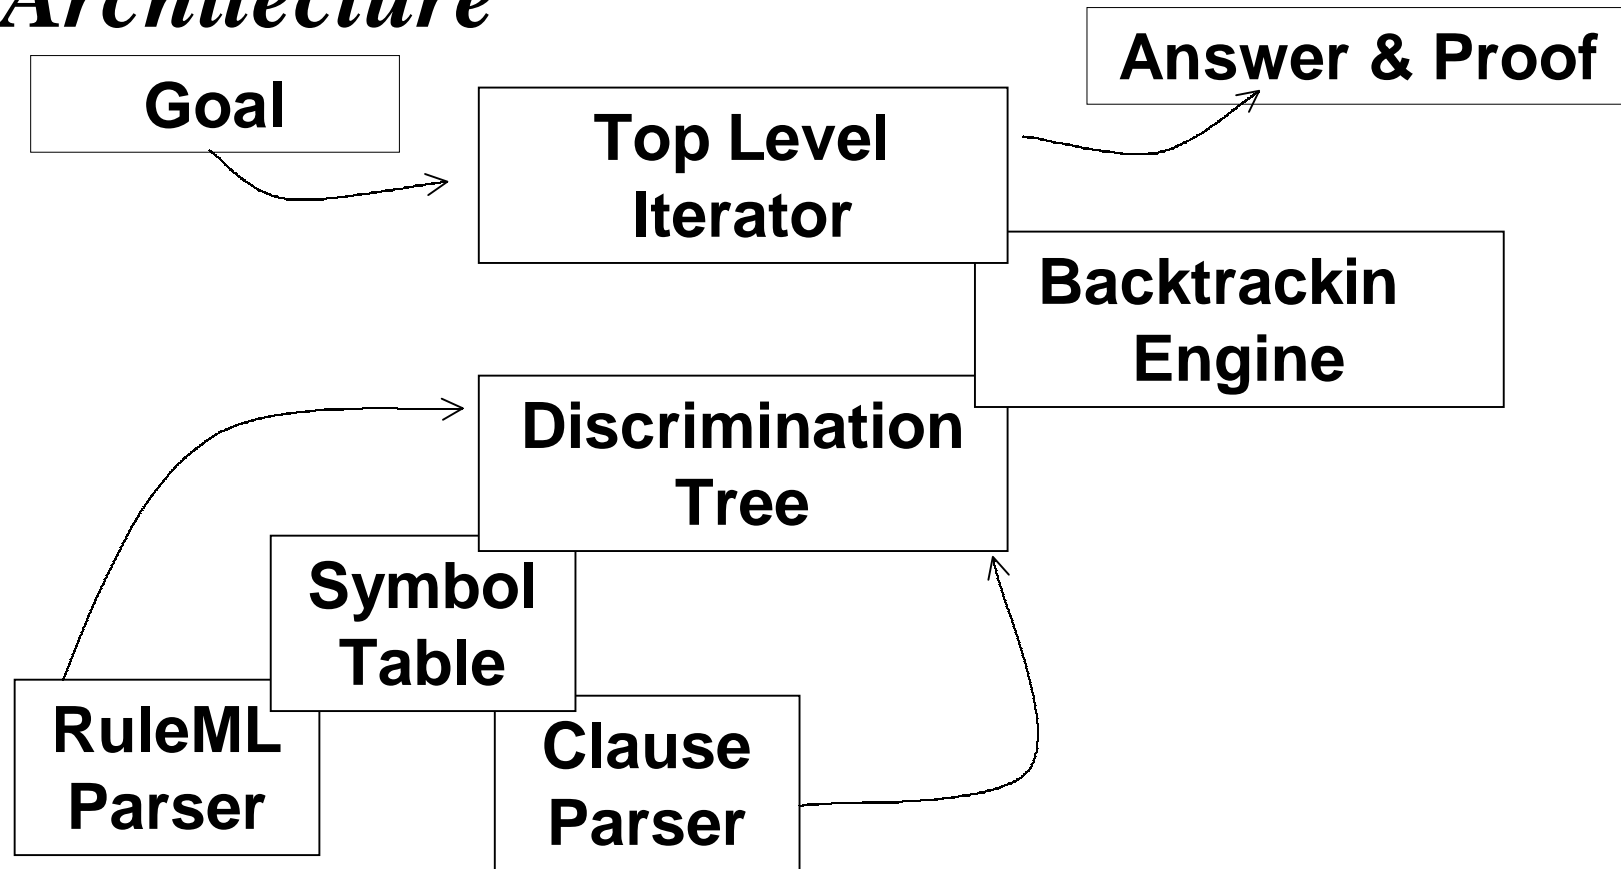 Architecture
Goal
Answer & Proof
Top Level
Iterator
Backtrackin
Engine
Discrimination
Tree
Symbol
Table
RuleML
Parser
Clause
Parser